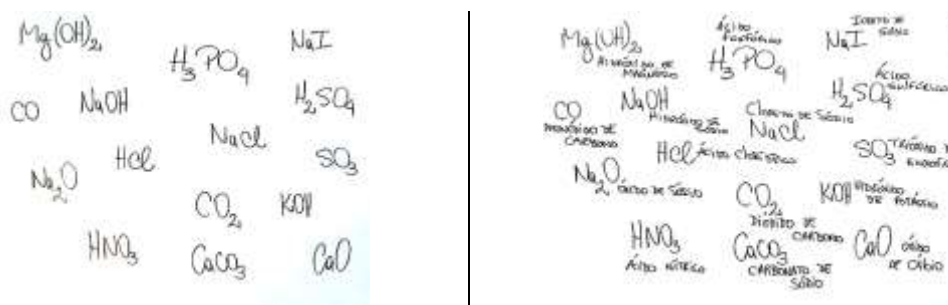 Mg(OH)₂
H₃PO₄
NaI
CO
NaOH
H₂SO₄
HCl
NaCl
SO₃
Na₂O
CO₂
KOH
HNO₃
CaCO₃
CaO
Mg(OH)₂
Hidróxido de
Magnésio
Ácido
fosfórico
H₃PO₄
NaI
Iodeto de
sódio
CO
Monóxido de
Carbono
NaOH
Hidróxido de
sódio
Cloreto de Sódio
NaCl
H₂SO₄
Ácido
sulfúrico
HCl Ácido Clorídrico
SO₃ Trióxido
Na₂O Óxido de Sódio
CO₂
Dióxido de
Carbono
KOH Hidróxido
de Potássio
HNO₃
Ácido nítrico
CaCO₃
Carbonato de
Sódio
CaO Óxido
de Cálcio